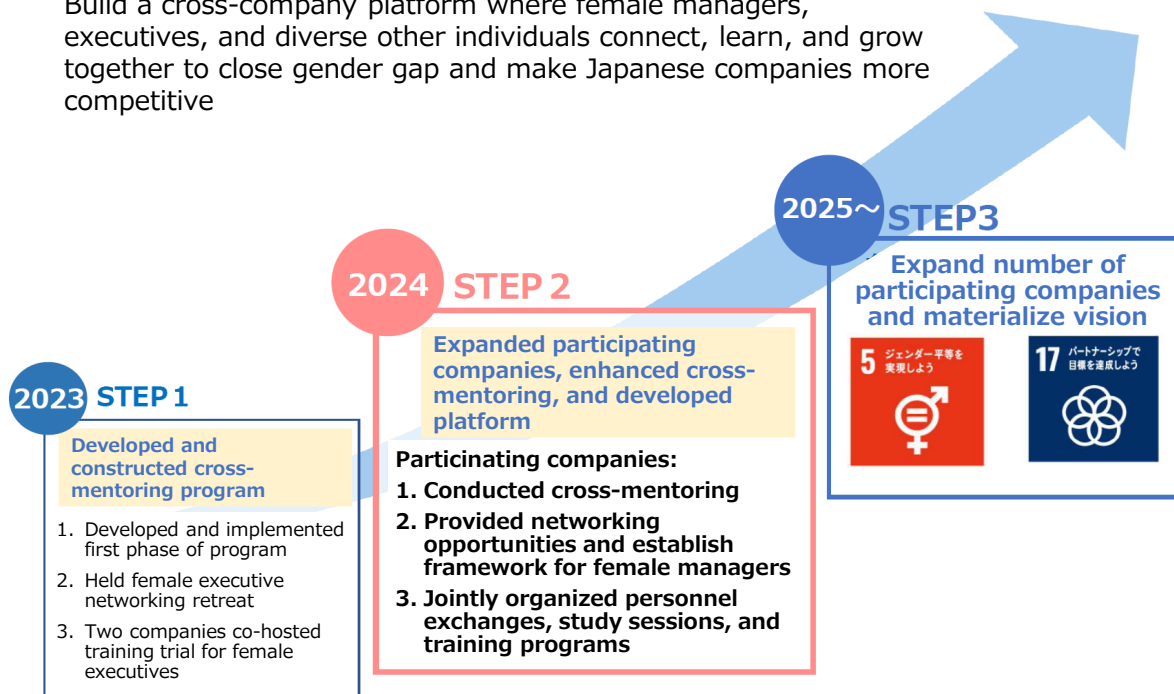 Build a cross-company platform where female managers,
executives, and diverse other individuals connect, learn, and grow
together to close gender gap and make Japanese companies more
competitive
2025～ STEP3
Expand number of
participating companies
and materialize vision
5 ジェンダー平等を
実現しよう
17 パートナーシップで
目標を達成しよう
2024 STEP 2
Expanded participating
companies, enhanced cross-
mentoring, and developed
platform
Particinating companies:
1. Conducted cross-mentoring
2. Provided networking
opportunities and establish
framework for female managers
3. Jointly organized personnel
exchanges, study sessions, and
training programs
2023 STEP 1
Developed and
constructed cross-
mentoring program
1. Developed and implemented
first phase of program
2. Held female executive
networking retreat
3. Two companies co-hosted
training trial for female
executives